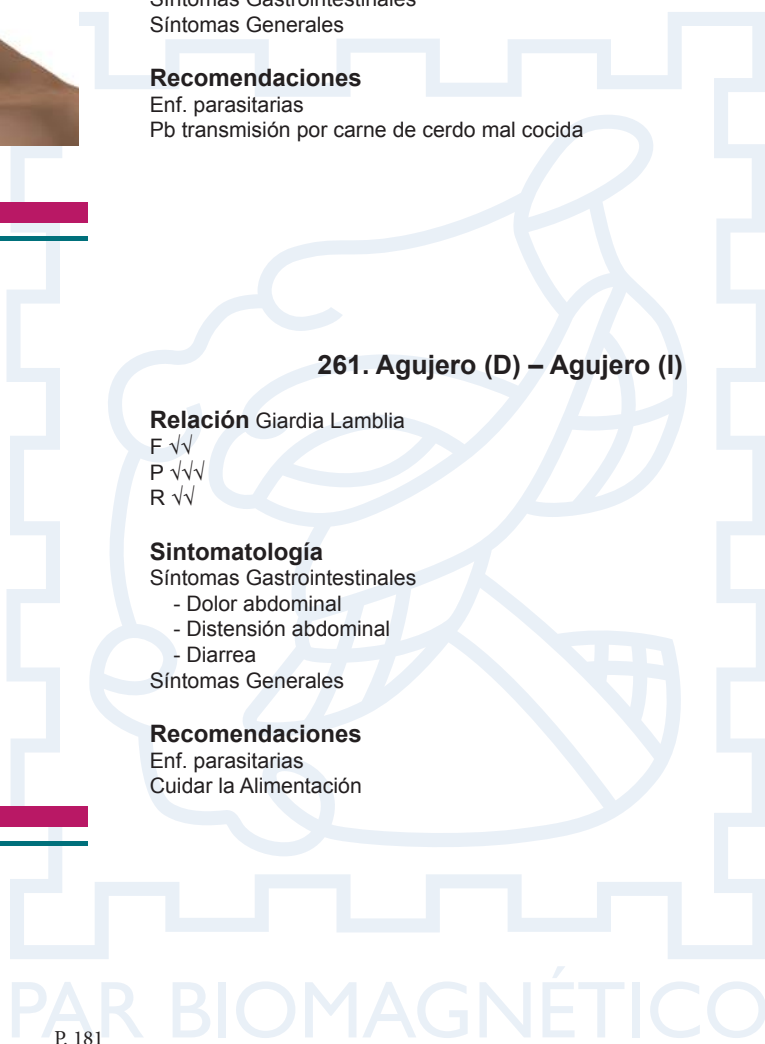 Síntomas Gastrointestinales
Síntomas Generales
Recomendaciones
Enf. parasitarias
Pb transmisión por carne de cerdo mal cocida
261. Agujero (D) – Agujero (I)
Relación Giardia Lamblia
F √√
P √√√
R √√
Sintomatología
Síntomas Gastrointestinales
- Dolor abdominal
- Distensión abdominal
- Diarrea
Síntomas Generales
Recomendaciones
Enf. parasitarias
Cuidar la Alimentación
PAR BIOMAGNÉTICO
P. 181